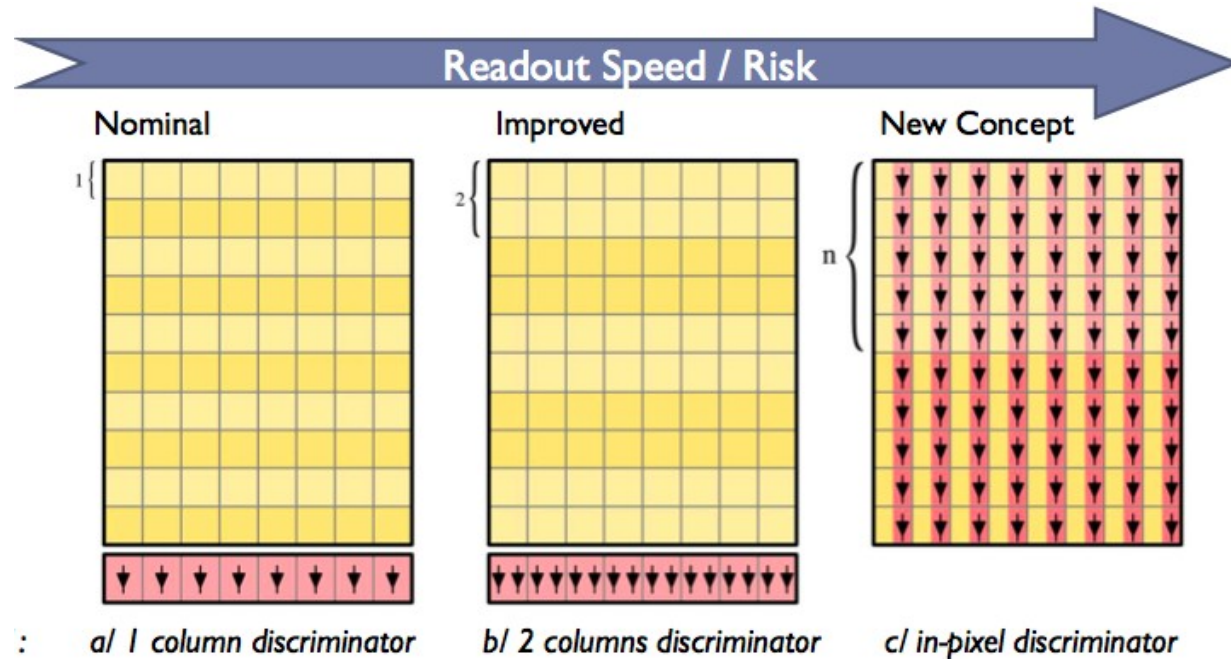 Readout Speed / Risk
Nominal
Improved
New Concept
1
2
n
: a/ 1 column discriminator
b/ 2 columns discriminator
c/ in-pixel discriminator